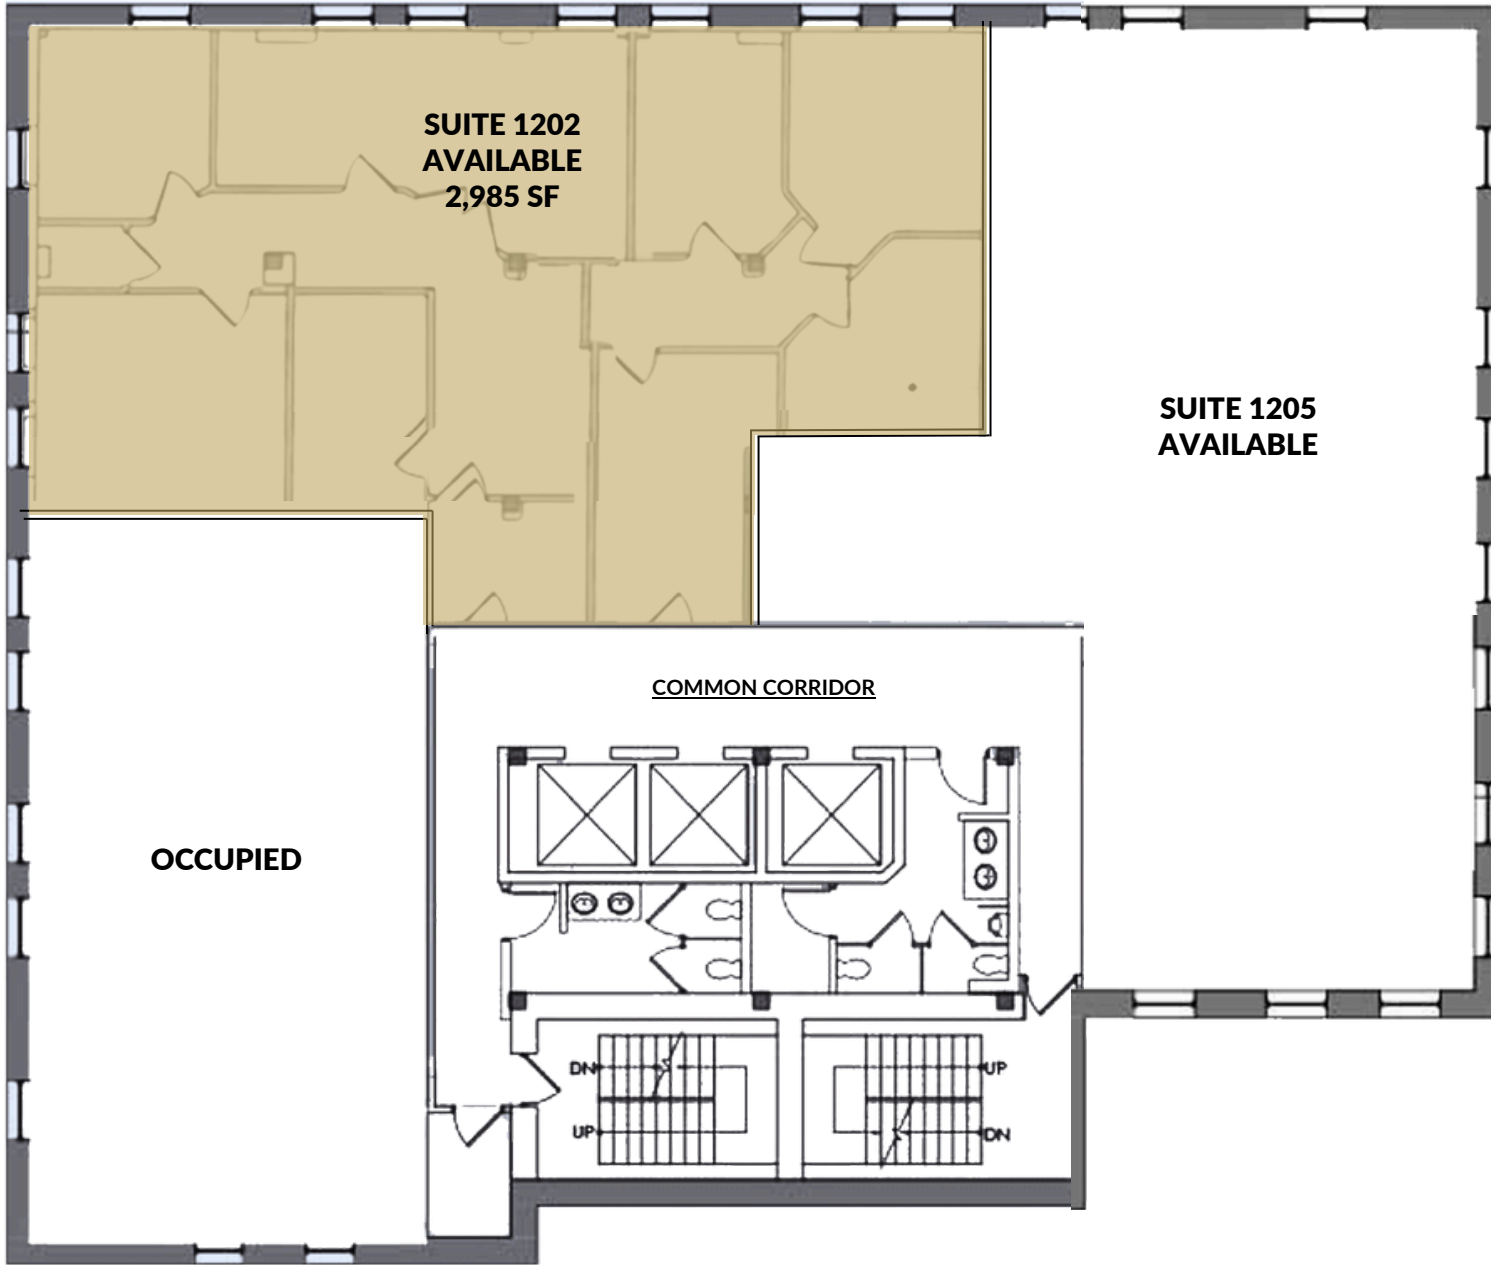 SUITE 1202
AVAILABLE
2,985 SF
SUITE 1205
AVAILABLE
COMMON CORRIDOR
OCCUPIED
DN
UP
UP
DN